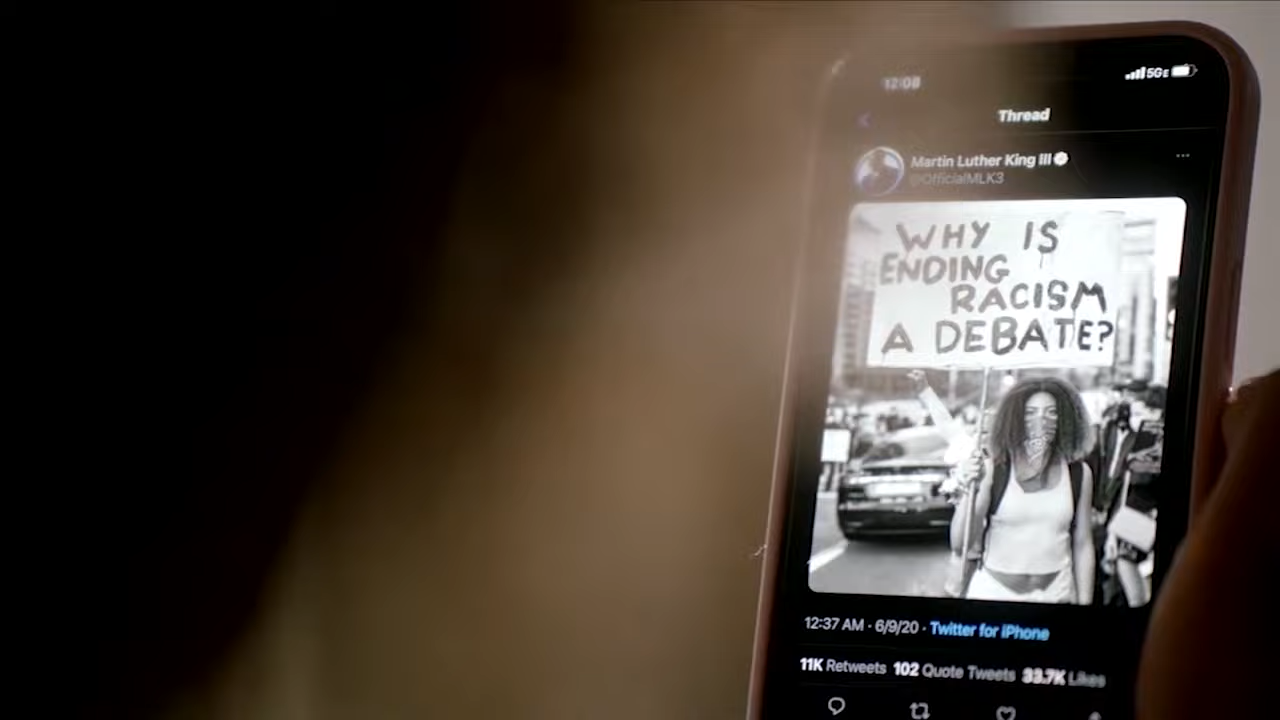 12:08 5GE
Thread
Martin Luther King III
@OfficialMLK3
WHY IS
ENDING
RACISM
A DEBATE?
12:37 AM · 6/9/20 · Twitter for iPhone
11K Retweets 102 Quote Tweets 33.7K Likes